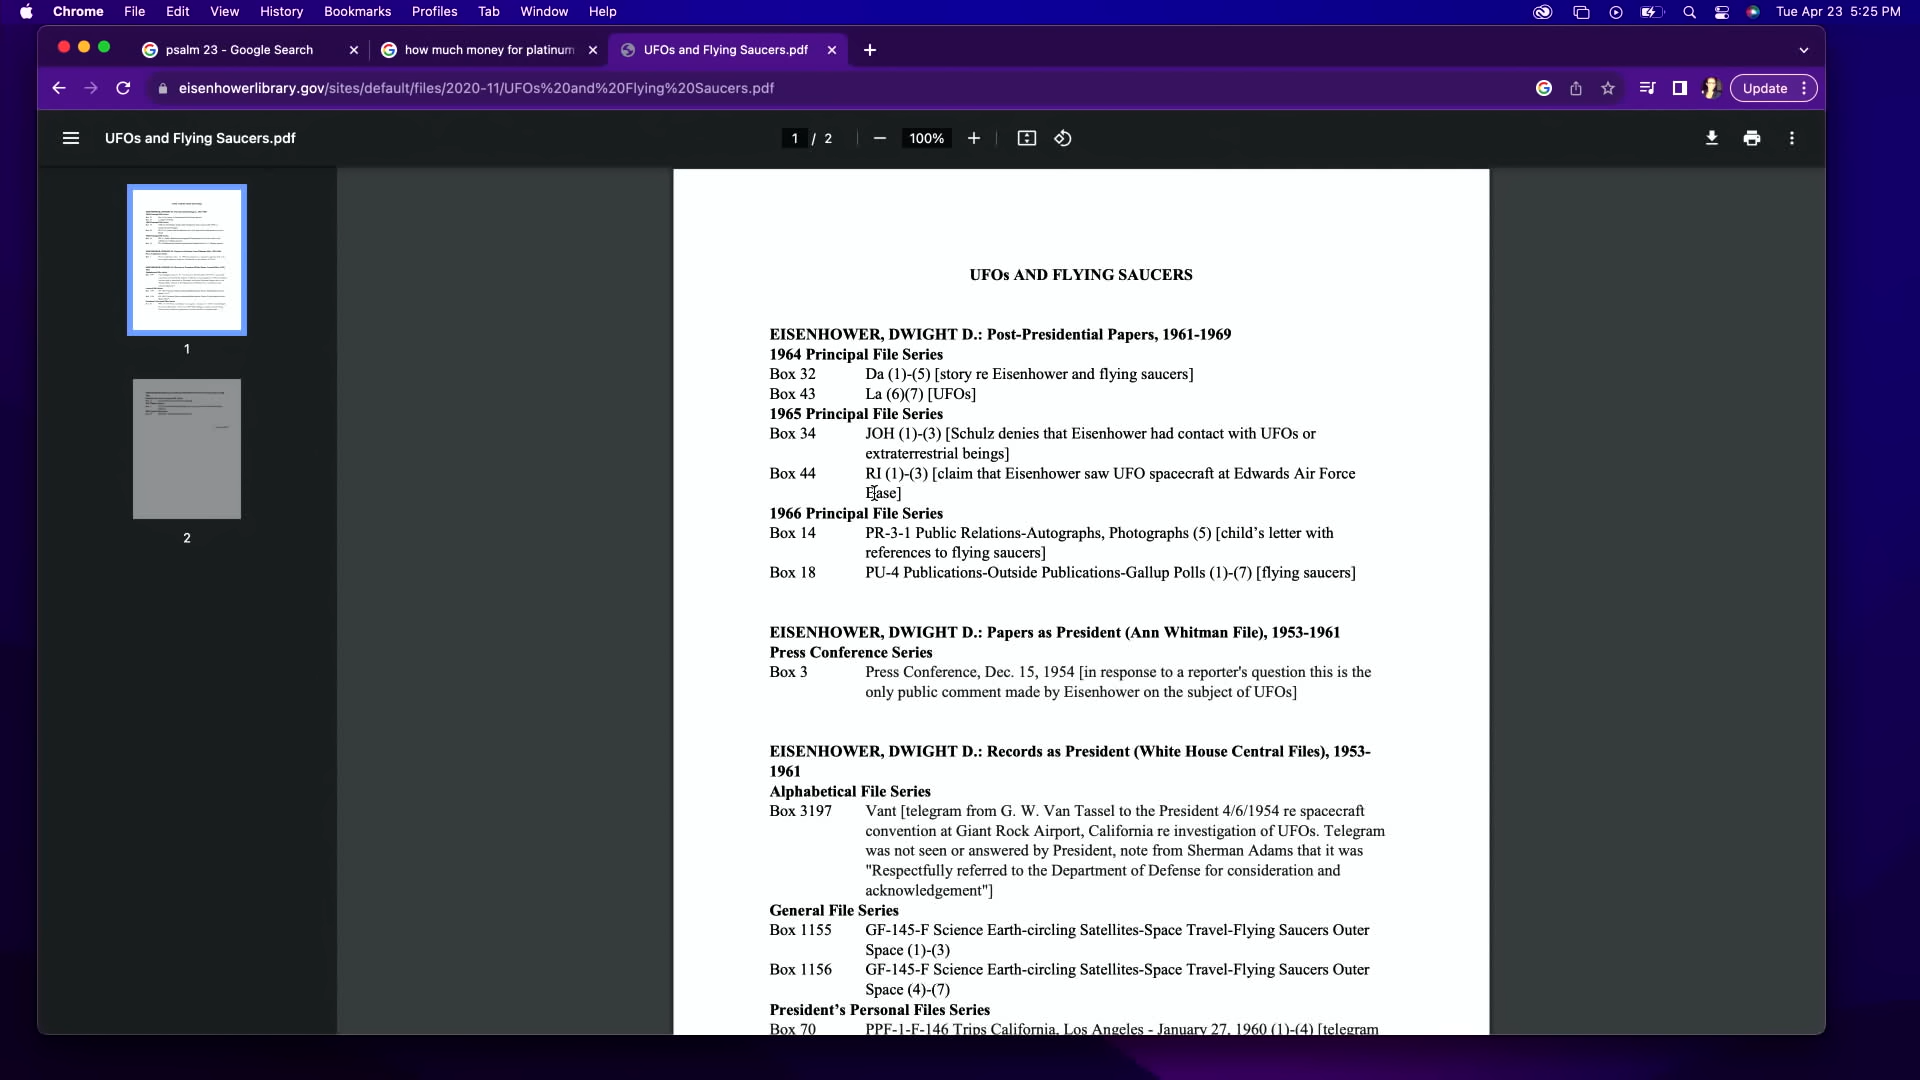 Chrome File Edit View History Bookmarks Profiles Tab Window Help Tue Apr 23 5:25 PM
psalm 23 - Google Search how much money for platinum UFOs and Flying Saucers.pdf
eisenhowerlibrary.gov/sites/default/files/2020-11/UFOs%20and%20Flying%20Saucers.pdf Update
UFOs and Flying Saucers.pdf 1 / 2 100%
1
2
UFOs AND FLYING SAUCERS
EISENHOWER, DWIGHT D.: Post-Presidential Papers, 1961-1969
1964 Principal File Series
Box 32 Da (1)-(5) [story re Eisenhower and flying saucers]
Box 43 La (6)(7) [UFOs]
1965 Principal File Series
Box 34 JOH (1)-(3) [Schulz denies that Eisenhower had contact with UFOs or
extraterrestrial beings]
Box 44 RI (1)-(3) [claim that Eisenhower saw UFO spacecraft at Edwards Air Force
Base]
1966 Principal File Series
Box 14 PR-3-1 Public Relations-Autographs, Photographs (5) [child’s letter with
references to flying saucers]
Box 18 PU-4 Publications-Outside Publications-Gallup Polls (1)-(7) [flying saucers]
EISENHOWER, DWIGHT D.: Papers as President (Ann Whitman File), 1953-1961
Press Conference Series
Box 3 Press Conference, Dec. 15, 1954 [in response to a reporter's question this is the
only public comment made by Eisenhower on the subject of UFOs]
EISENHOWER, DWIGHT D.: Records as President (White House Central Files), 1953-
1961
Alphabetical File Series
Box 3197 Vant [telegram from G. W. Van Tassel to the President 4/6/1954 re spacecraft
convention at Giant Rock Airport, California re investigation of UFOs. Telegram
was not seen or answered by President, note from Sherman Adams that it was
"Respectfully referred to the Department of Defense for consideration and
acknowledgement"]
General File Series
Box 1155 GF-145-F Science Earth-circling Satellites-Space Travel-Flying Saucers Outer
Space (1)-(3)
Box 1156 GF-145-F Science Earth-circling Satellites-Space Travel-Flying Saucers Outer
Space (4)-(7)
President’s Personal Files Series
Box 70 PPF-1-F-146 Trips California, Los Angeles - January 27, 1960 (1)-(4) [telegram